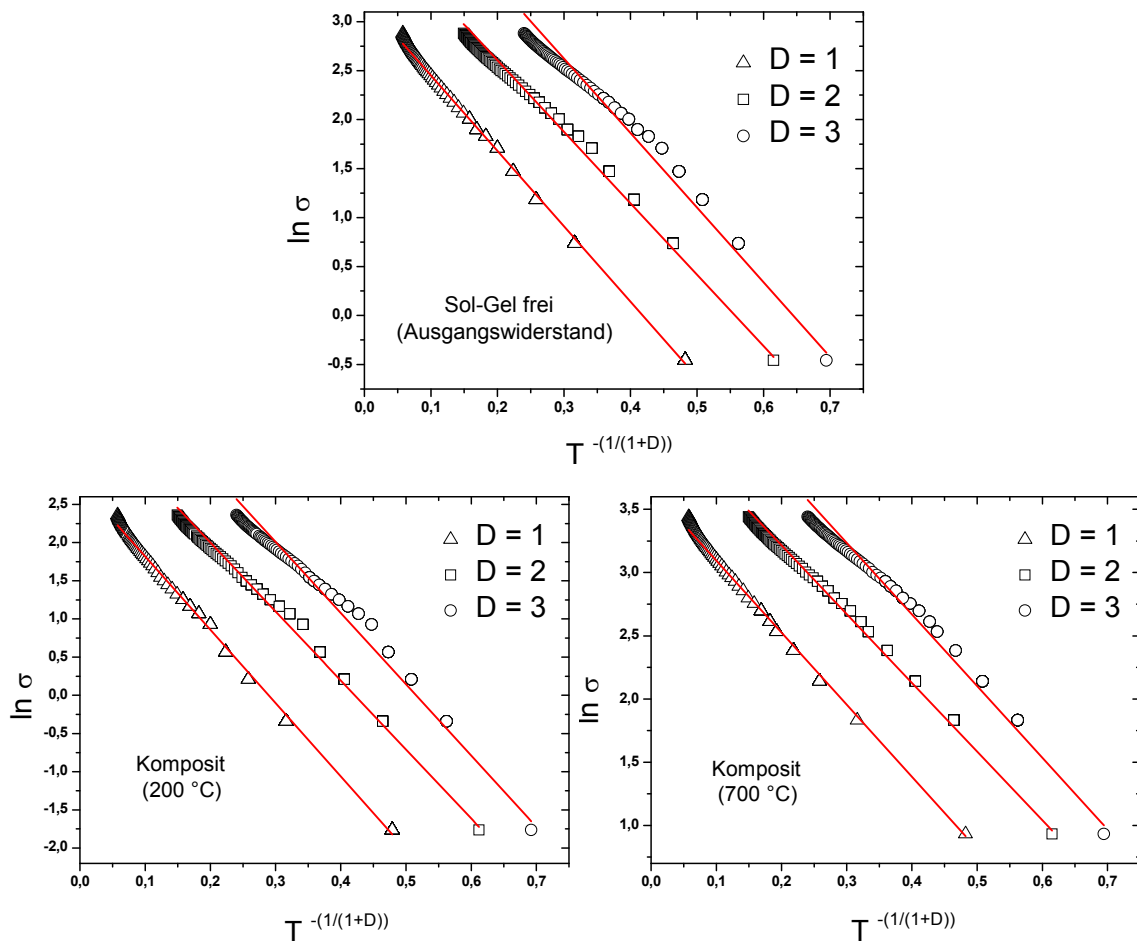 3,0
2,5
2,0
1,5
1,0
0,5
0,0
-0,5
ln σ
△ D = 1
□ D = 2
○ D = 3
Sol-Gel frei
(Ausgangswiderstand)
0,0 0,1 0,2 0,3 0,4 0,5 0,6 0,7
T -(1/(1+D))
2,5
2,0
1,5
1,0
0,5
0,0
-0,5
-1,0
-1,5
-2,0
ln σ
△ D = 1
□ D = 2
○ D = 3
Komposit
(200 °C)
0,0 0,1 0,2 0,3 0,4 0,5 0,6 0,7
T -(1/(1+D))
3,5
3,0
2,5
2,0
1,5
1,0
ln σ
△ D = 1
□ D = 2
○ D = 3
Komposit
(700 °C)
0,0 0,1 0,2 0,3 0,4 0,5 0,6 0,7
T -(1/(1+D))